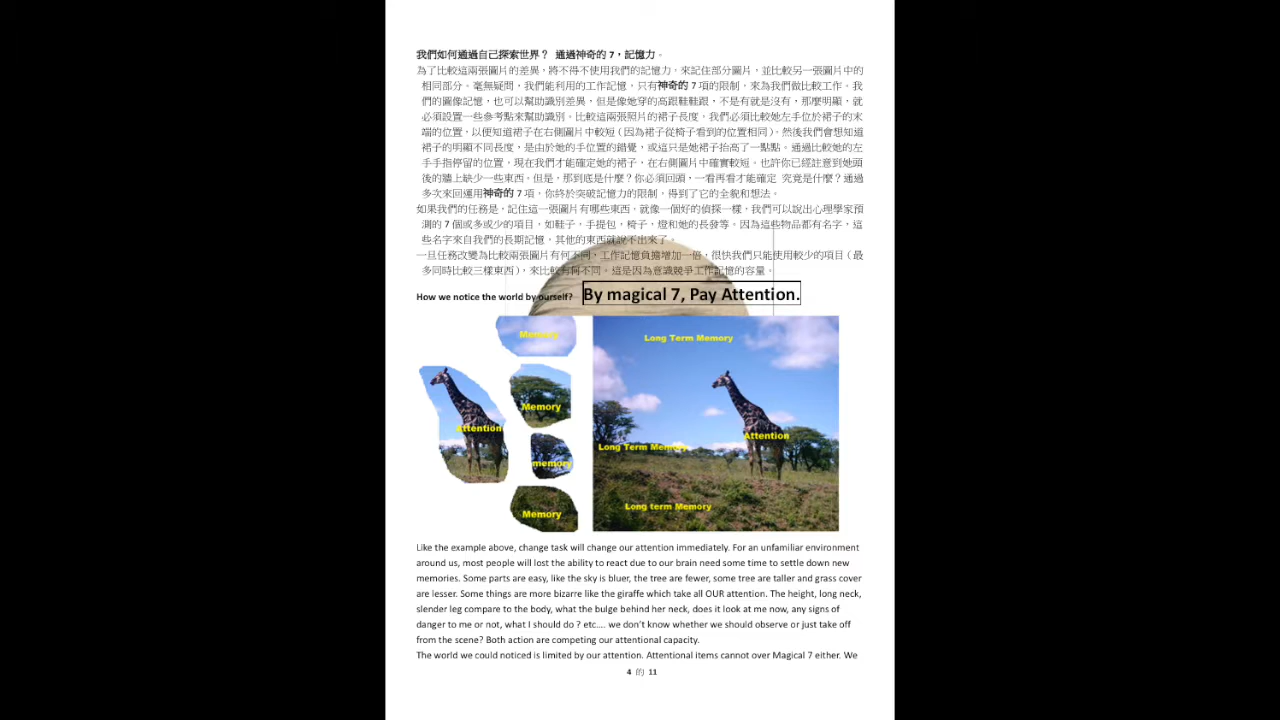 我們如何通過自己探索世界？ 通過神奇的 7，記憶力。
為了比較這兩張圖片的差異，將不得不使用我們的記憶力，來記住部分圖片，並比較另一張圖片中的
相同部分。毫無疑問，我們能利用的工作記憶，只有神奇的 7 項的限制，來為我們做比較工作。我
們的圖像記憶，也可以幫助識別差異，但是像她穿的高跟鞋鞋跟，不是有就是沒有，那麼明顯，就
必須設置一些參考點來幫助識別。比較這兩張照片的裙子長度，我們必須比較她左手位於裙子的末
端的位置，以便知道裙子在右側圖片中較短（因為裙子從椅子看到的位置相同）。然後我們會想知道
裙子的明顯不同長度，是由於她的手位置的錯覺，或這只是她裙子抬高了一點點。通過比較她的左
手手指停留的位置，現在我們才能確定她的裙子，在右側圖片中確實較短。也許你已經註意到她頭
後的牆上缺少一些東西。但是，那到底是什麼？你必須回頭，一看再看才能確定 究竟是什麼？通過
多次來回運用神奇的 7 項，你終於突破記憶力的限制，得到了它的全貌和想法。
如果我們的任務是，記住這一張圖片有哪些東西，就像一個好的偵探一樣，我們可以說出心理學家預
測的 7 個或多或少的項目，如鞋子，手提包，椅子，燈和她的長發等。因為這些物品都有名字，這
些名字來自我們的長期記憶，其他的東西就說不出來了。
一旦任務改變為比較兩張圖片有何不同，工作記憶負擔增加一倍，很快我們只能使用較少的項目（最
多同時比較三樣東西），來比較有何不同。這是因為意識競爭工作記憶的容量。
How we notice the world by ourself? By magical 7, Pay Attention.
Memory
Long Term Memory
Memory
Attention
Attention
Long Term Memory
memory
Long term Memory
Memory
Like the example above, change task will change our attention immediately. For an unfamiliar environment
around us, most people will lost the ability to react due to our brain need some time to settle down new
memories. Some parts are easy, like the sky is bluer, the tree are fewer, some tree are taller and grass cover
are lesser. Some things are more bizarre like the giraffe which take all OUR attention. The height, long neck,
slender leg compare to the body, what the bulge behind her neck, does it look at me now, any signs of
danger to me or not, what I should do ? etc…. we don’t know whether we should observe or just take off
from the scene? Both action are competing our attentional capacity.
The world we could noticed is limited by our attention. Attentional items cannot over Magical 7 either. We
4 的 11